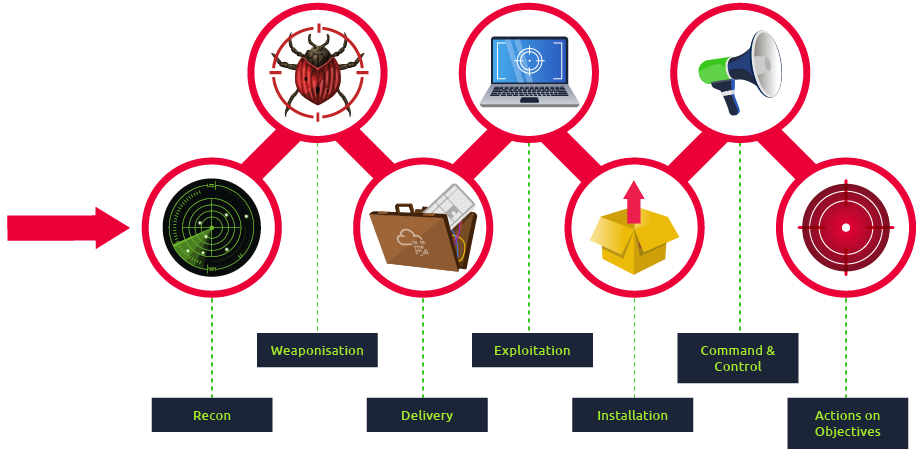 Weaponisation
Exploitation
Command &
Control
Recon
Delivery
Installation
Actions on
Objectives